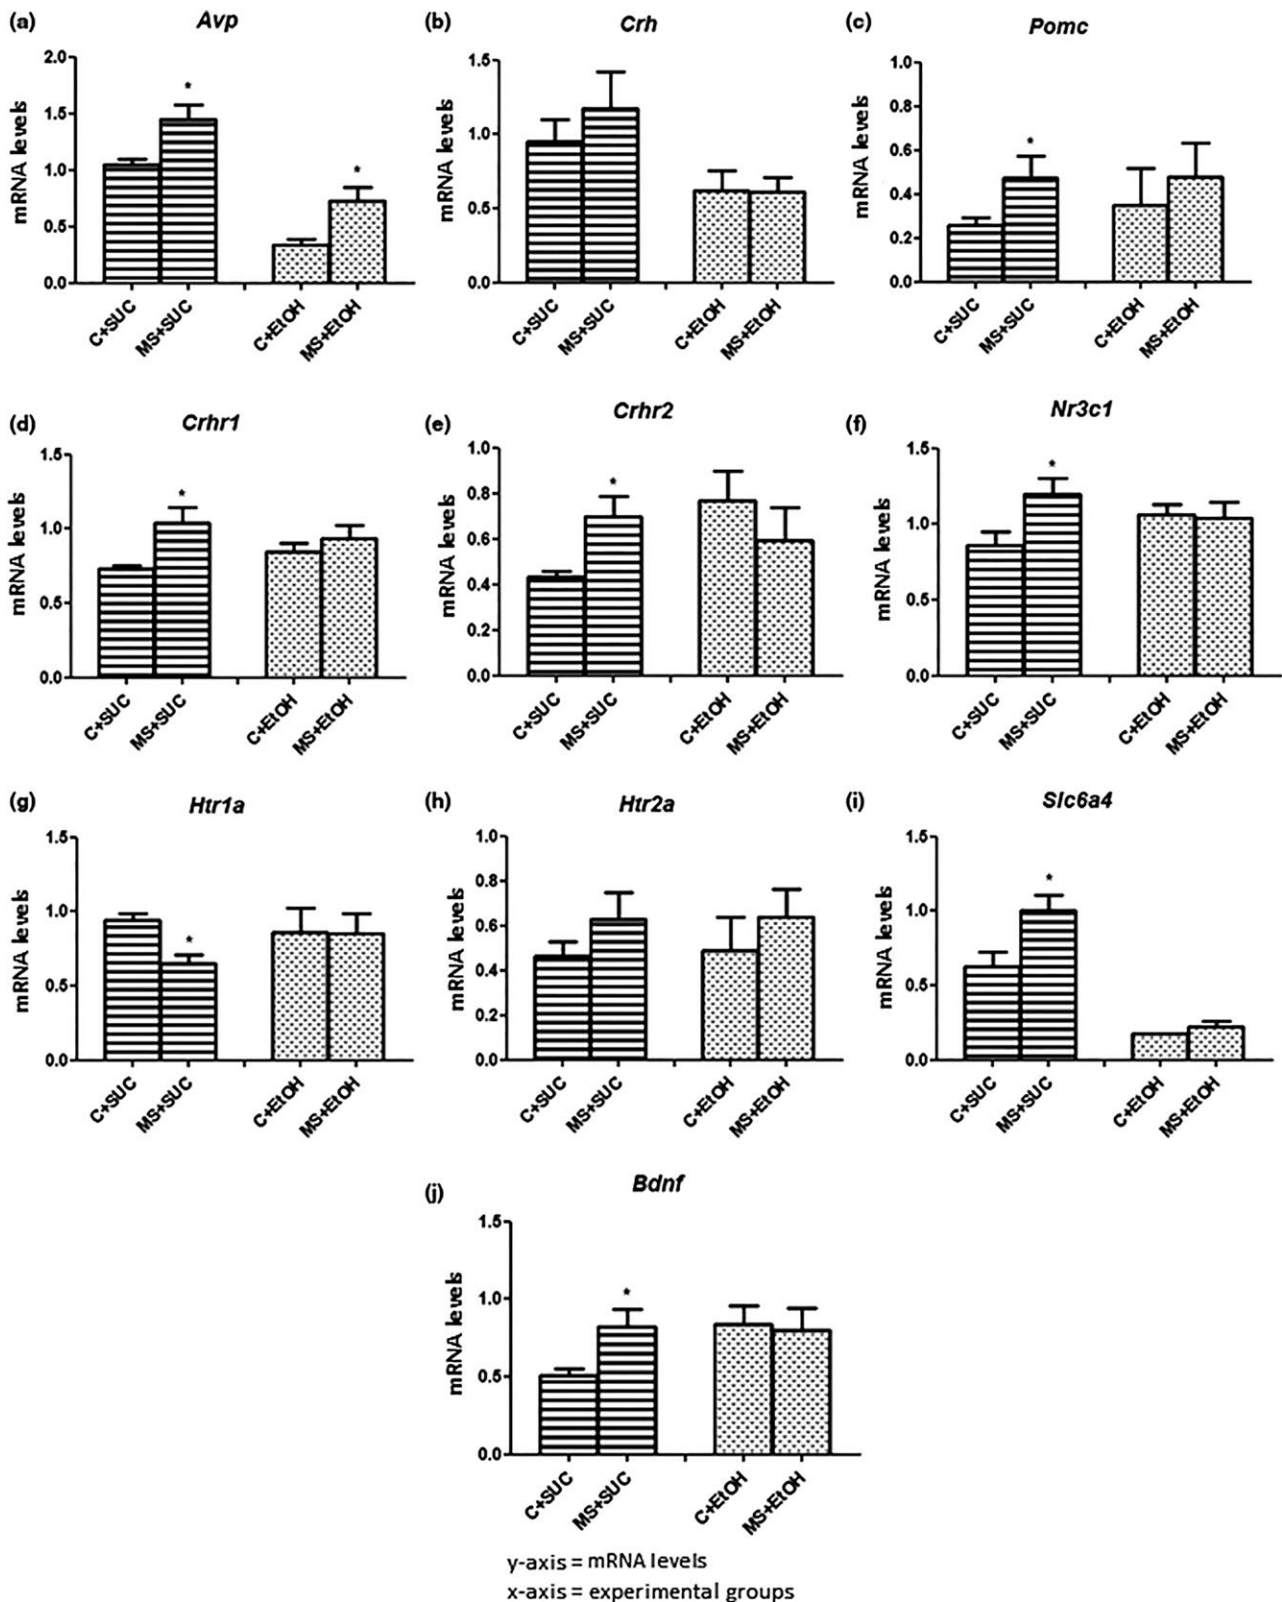 (a) Avp
mRNA levels
2.0
1.5
1.0
0.5
0.0
*
*
C+SUC
MS+SUC
C+EtOH
MS+EtOH
(b) Crh
mRNA levels
1.5
1.0
0.5
0.0
C+SUC
MS+SUC
C+EtOH
MS+EtOH
(c) Pomc
mRNA levels
1.0
0.8
0.6
0.4
0.2
0.0
*
C+SUC
MS+SUC
C+EtOH
MS+EtOH
(d) Crhr1
mRNA levels
1.5
1.0
0.5
0.0
*
C+SUC
MS+SUC
C+EtOH
MS+EtOH
(e) Crhr2
mRNA levels
1.0
0.8
0.6
0.4
0.2
0.0
*
C+SUC
MS+SUC
C+EtOH
MS+EtOH
(f) Nr3c1
mRNA levels
1.5
1.0
0.5
0.0
*
C+SUC
MS+SUC
C+EtOH
MS+EtOH
(g) Htr1a
mRNA levels
1.5
1.0
0.5
0.0
*
C+SUC
MS+SUC
C+EtOH
MS+EtOH
(h) Htr2a
mRNA levels
1.0
0.8
0.6
0.4
0.2
0.0
C+SUC
MS+SUC
C+EtOH
MS+EtOH
(i) Slc6a4
mRNA levels
1.5
1.0
0.5
0.0
*
C+SUC
MS+SUC
C+EtOH
MS+EtOH
(j) Bdnf
mRNA levels
1.5
1.0
0.5
0.0
*
C+SUC
MS+SUC
C+EtOH
MS+EtOH
y-axis = mRNA levels
x-axis = experimental groups